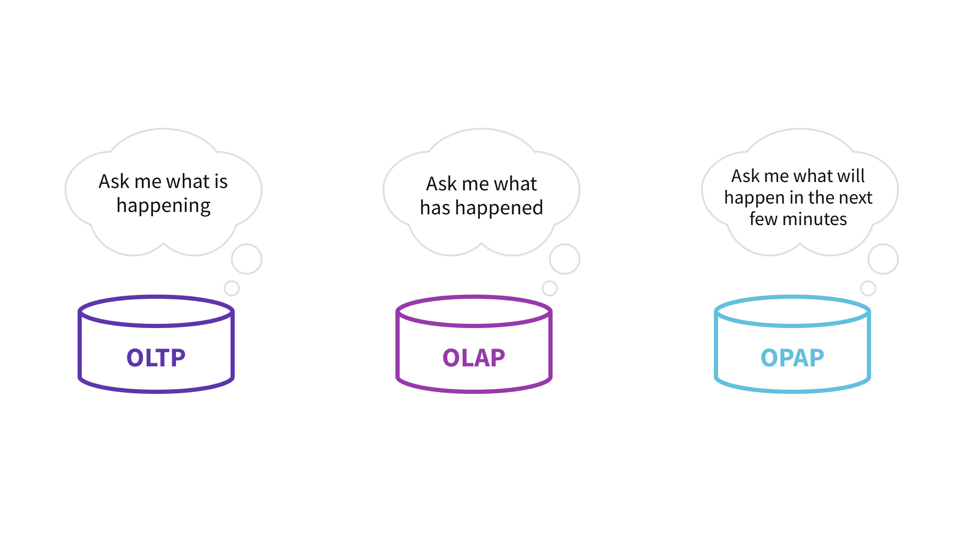 Ask me what is
happening
Ask me what
has happened
Ask me what will
happen in the next
few minutes
OLTP
OLAP
OPAP